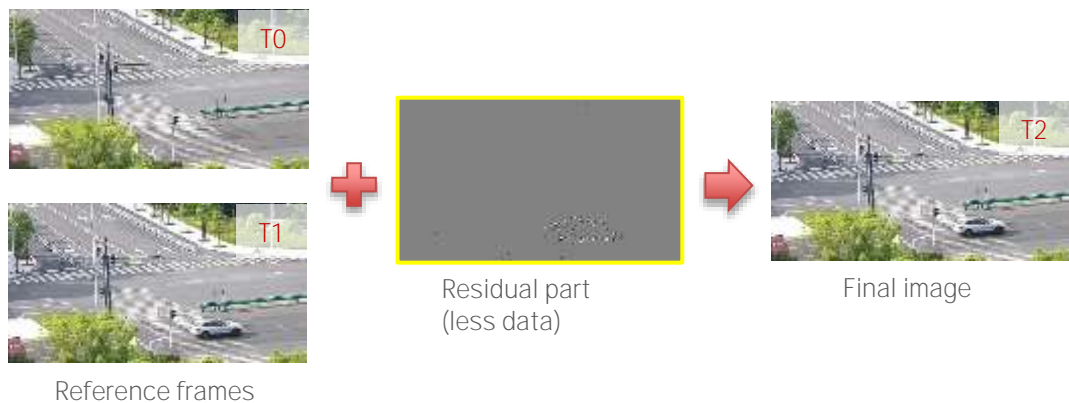 T0
T1
Reference frames
Residual part
(less data)
T2
Final image